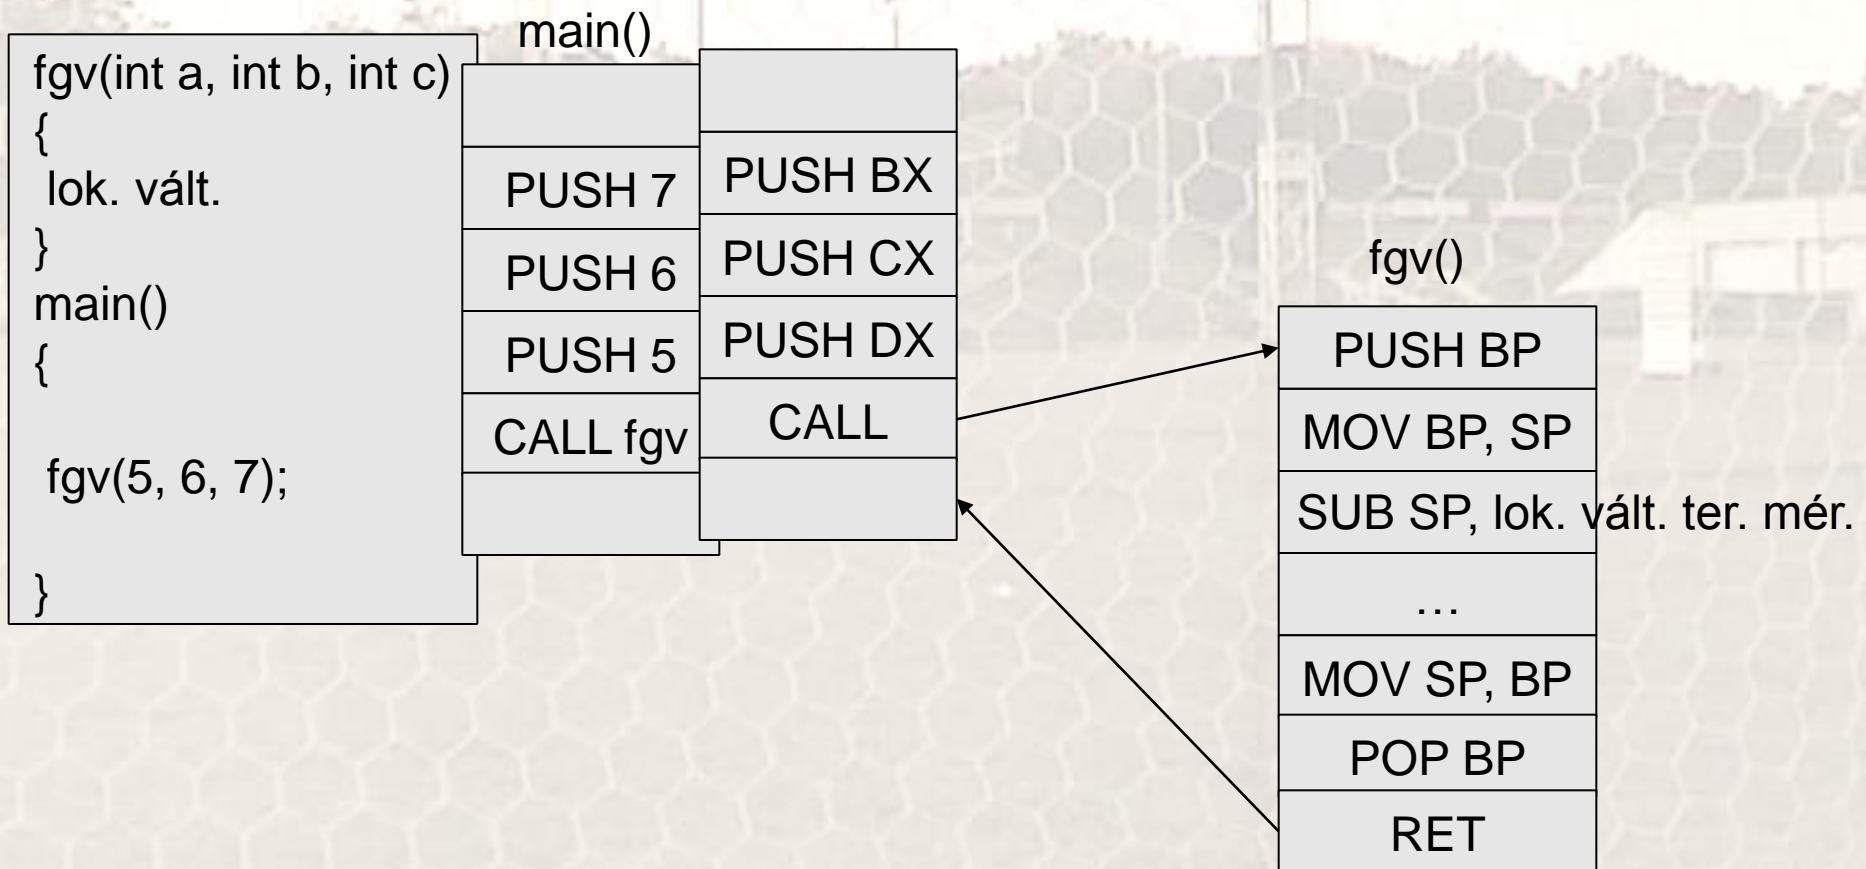 fgv(int a, int b, int c)
{
lok. vált.
}
main()
{
fgv(5, 6, 7);
}
main()
PUSH 7
PUSH 6
PUSH 5
CALL fgv
PUSH BX
PUSH CX
PUSH DX
CALL
fgv()
PUSH BP
MOV BP, SP
SUB SP, lok. vált. ter. mér.
…
MOV SP, BP
POP BP
RET